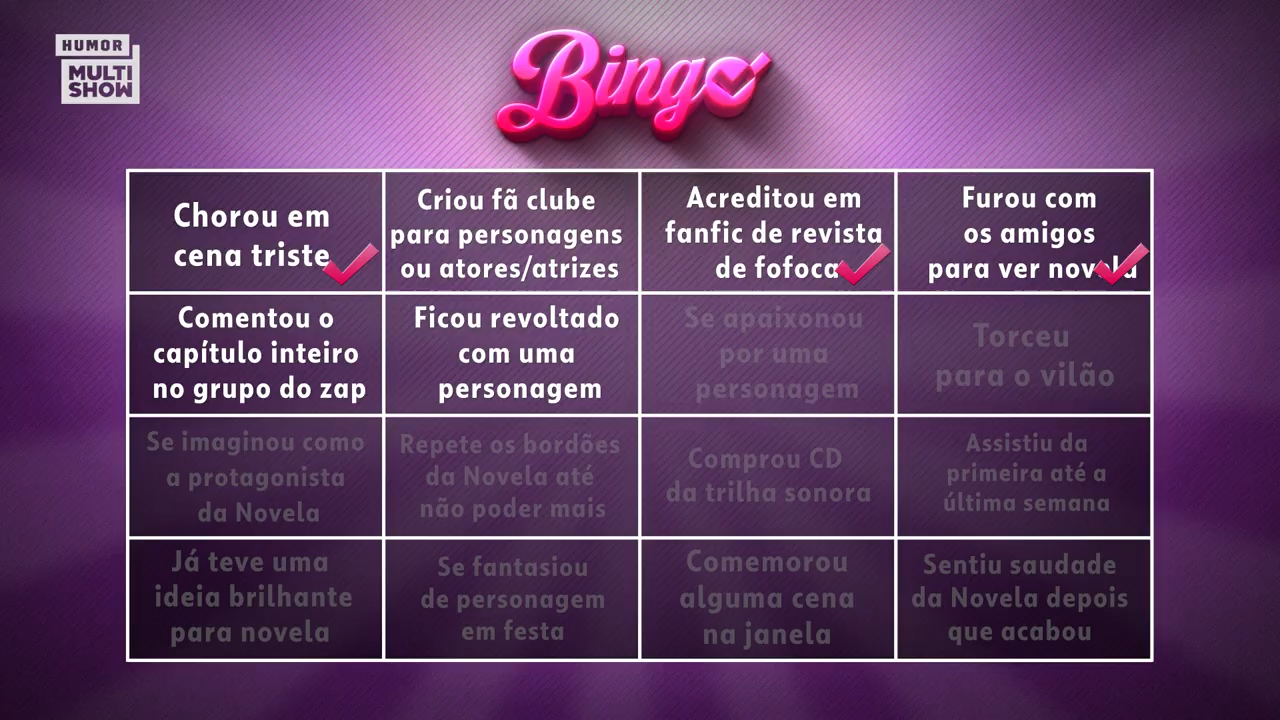 HUMOR
MULTI
SHOW
Bingo
Chorou em
cena triste
Criou fã clube
para personagens
ou atores/atrizes
Acreditou em
fanfic de revista
de fofoca
Furou com
os amigos
para ver novela
Comentou o
capítulo inteiro
no grupo do zap
Ficou revoltado
com uma
personagem
Se apaixonou
por uma
personagem
Torceu
para o vilão
Se imaginou como
a protagonista
da Novela
Repete os bordões
da Novela até
não poder mais
Comprou CD
da trilha sonora
Assistiu da
primeira até a
última semana
Já teve uma
ideia brilhante
para novela
Se fantasiou
de personagem
em festa
Comemorou
alguma cena
na janela
Sentiu saudade
da Novela depois
que acabou